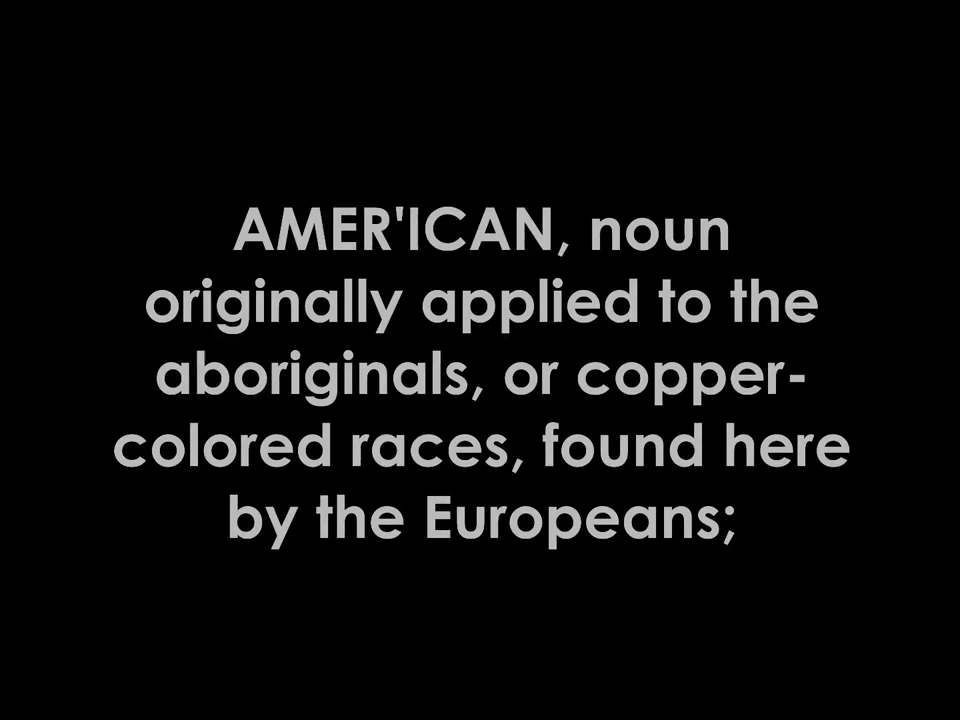 AMER'ICAN, noun
originally applied to the
aboriginals, or copper-
colored races, found here
by the Europeans;